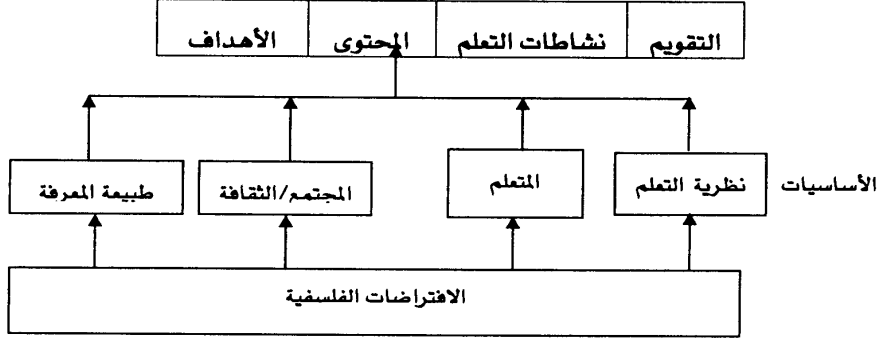 التقويم نشاطات التعلم المحتوى الأهداف
الأساسيات نظرية التعلم المتعلم المجتمع/الثقافة طبيعة المعرفة
الافتراضات الفلسفية